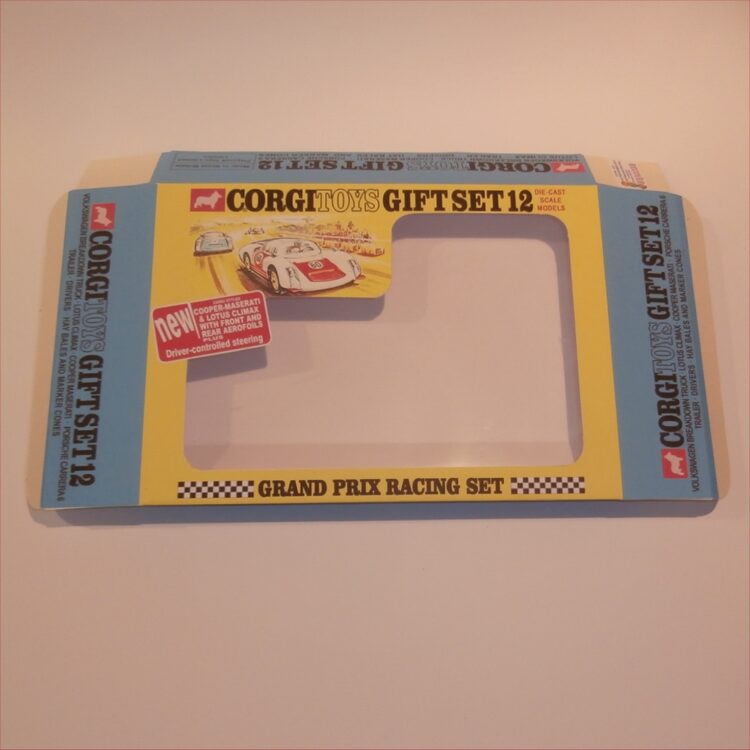 CORGI TOYS GIFT SET 12
DIE-CAST
SCALE
MODELS
new
COOPER-MASERATI
& LOTUS CLIMAX
WITH FRONT AND
REAR AEROFOILS
PLUS
Driver-controlled steering
GRAND PRIX RACING SET
CORGI TOYS GIFT SET 12
VOLKSWAGEN BREAKDOWN TRUCK · LOTUS CLIMAX · COOPER MASERATI · PORSCHE CARRERA 6
TRAILER · DRIVERS · HAY BALES AND MARKER CONES
CORGI TOYS GIFT SET 12
VOLKSWAGEN BREAKDOWN TRUCK · LOTUS CLIMAX · COOPER MASERATI · PORSCHE CARRERA 6
TRAILER · DRIVERS · HAY BALES AND MARKER CONES
CORGI TOYS GIFT SET 12